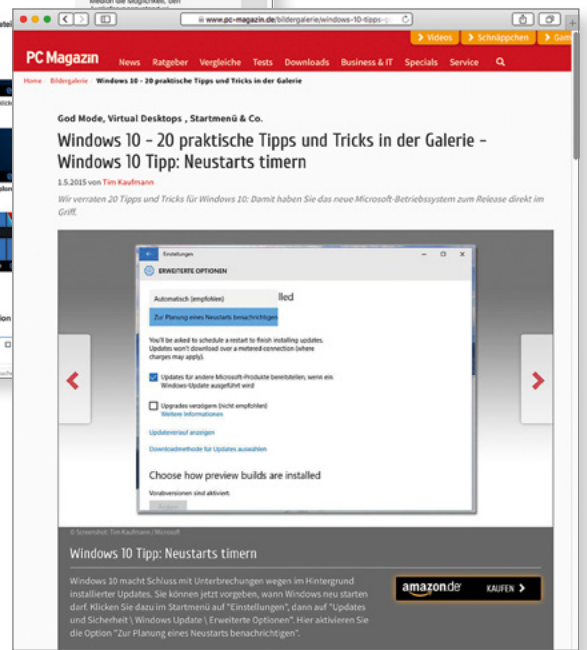 www.pc-magazin.de/bildergalerie/windows-10-tipps-
Videos
Schnäppchen
PC Magazin
News Ratgeber Vergleiche Tests Downloads Business & IT Specials Service
Home Bildergalerie Windows 10 - 20 praktische Tipps und Tricks in der Galerie
God Mode, Virtual Desktops , Startmenü & Co.
Windows 10 - 20 praktische Tipps und Tricks in der Galerie -
Windows 10 Tipp: Neustarts timern
1.5.2015 von Tim Kaufmann
Wir verraten 20 Tipps und Tricks für Windows 10: Damit haben Sie das neue Microsoft-Betriebssystem zum Release direkt im
Griff.
Einstellungen
ERWEITERTE OPTIONEN
Automatisch (empfohlen)
lled
Zur Planung eines Neustarts benachrichtigen
You'll be asked to schedule a restart to finish installing updates.
Updates won't download over a metered connection (where
charges may apply).
Updates für andere Microsoft-Produkte bereitstellen, wenn ein
Windows-Update ausgeführt wird
Upgrades verzögern (nicht empfohlen)
Weitere Informationen
Updateverlauf anzeigen
Downloadmethode für Updates auswählen
Choose how preview builds are installed
Vorabversionen sind aktiviert.
© Screenshot: Tim Kaufmann / Microsoft
Windows 10 Tipp: Neustarts timern
Windows 10 macht Schluss mit Unterbrechungen wegen im Hintergrund
installierter Updates. Sie können jetzt vorgeben, wann Windows neu starten
darf. Klicken Sie dazu im Startmenü auf "Einstellungen", dann auf "Updates
und Sicherheit \ Windows Update \ Erweiterte Optionen". Hier aktivieren Sie
die Option "Zur Planung eines Neustarts benachrichtigen".
amazon.de KAUFEN